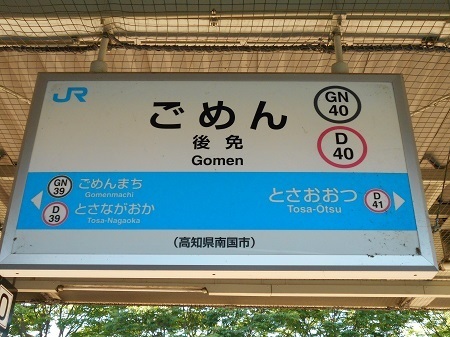 JR
ごめん
後免
Gomen
GN
40
D
40
GN
39
ごめんまち
Gomenmachi
D
39
とさながおか
Tosa-Nagaoka
とさおおつ
Tosa-Otsu
D
41
(高知県南国市)